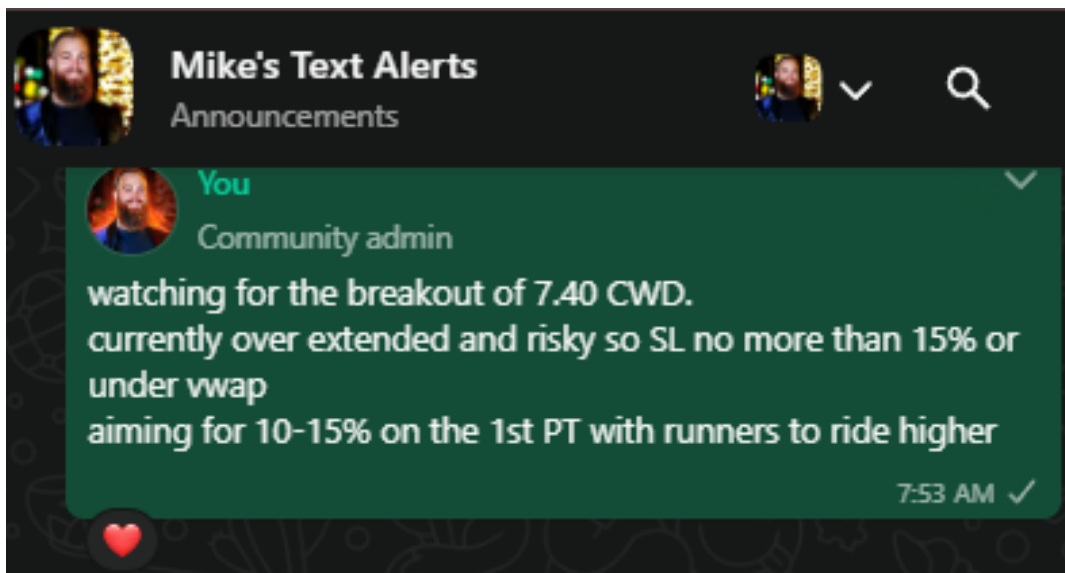 Mike's Text Alerts
Announcements
You
Community admin
watching for the breakout of 7.40 CWD.
currently over extended and risky so SL no more than 15% or
under vwap
aiming for 10-15% on the 1st PT with runners to ride higher
7:53 AM